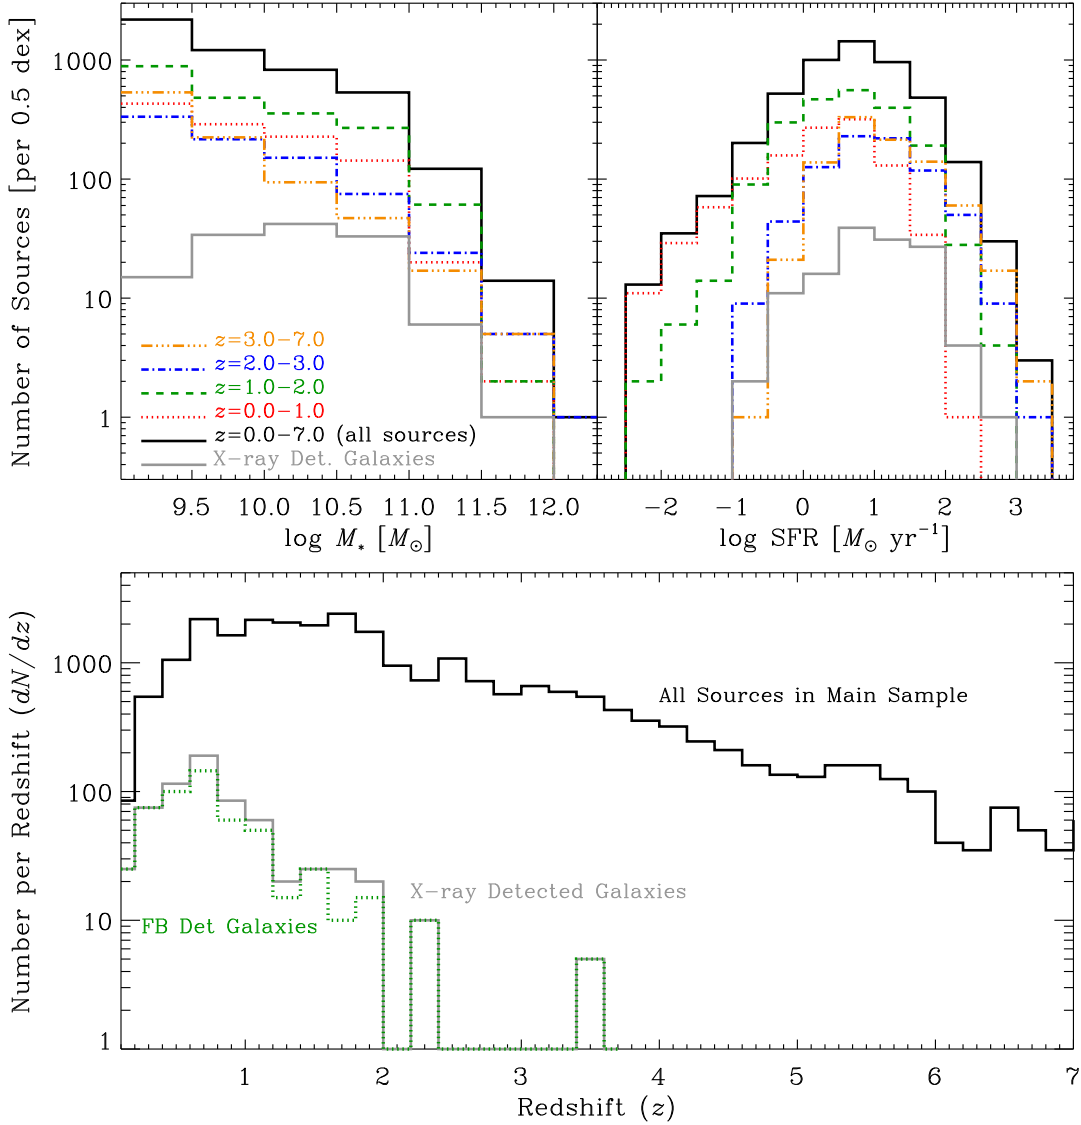 Number of Sources [per 0.5 dex]
1000
100
10
1
z=3.0−7.0
z=2.0−3.0
z=1.0−2.0
z=0.0−1.0
z=0.0−7.0 (all sources)
X−ray Det. Galaxies
9.5 10.0 10.5 11.0 11.5 12.0
log M* [M⊙]
−2 −1 0 1 2 3
log SFR [M⊙ yr⁻¹]
Number per Redshift (dN/dz)
1000
100
10
1
All Sources in Main Sample
X−ray Detected Galaxies
FB Det Galaxies
1 2 3 4 5 6 7
Redshift (z)